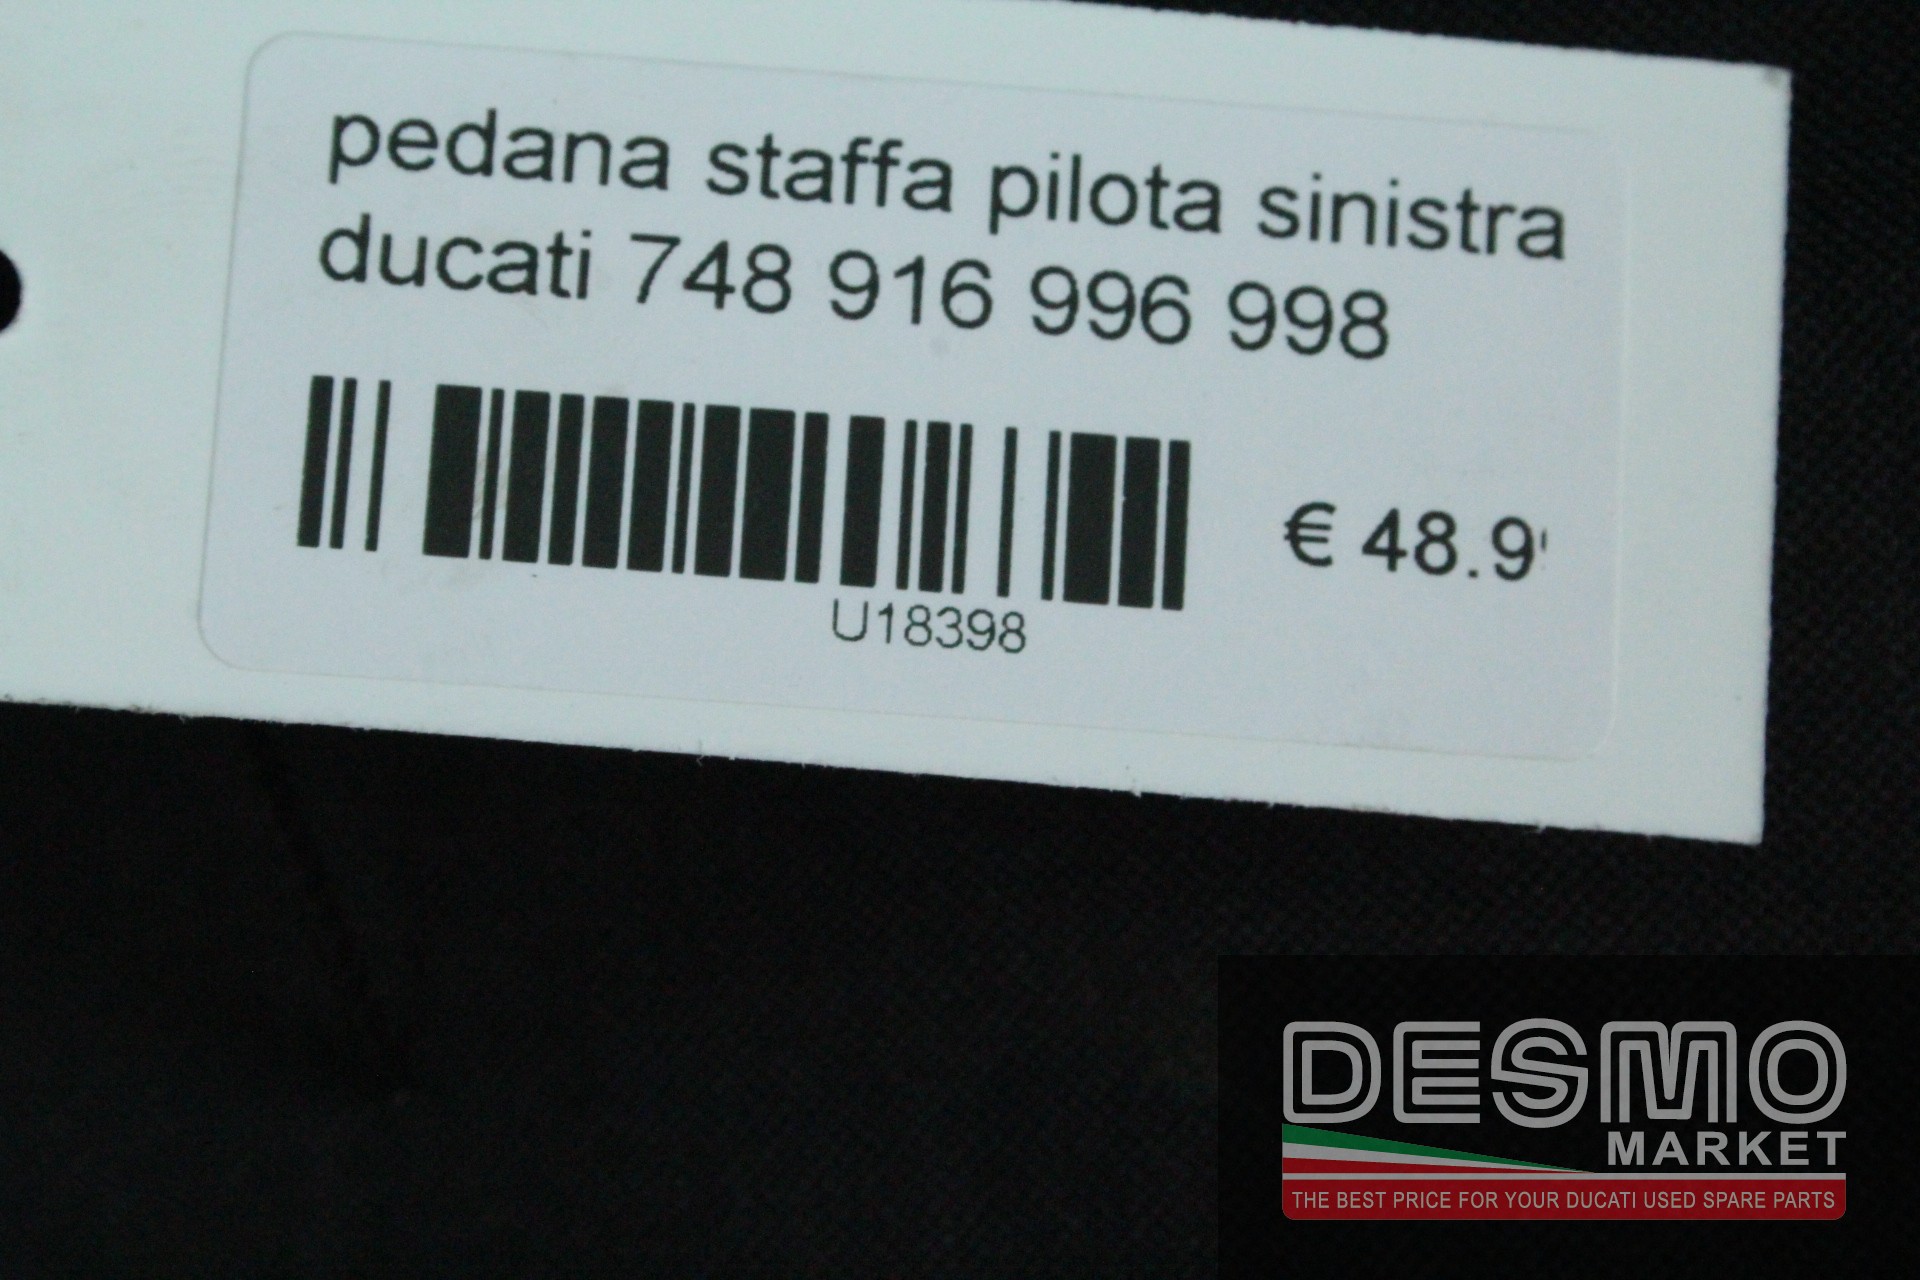 pedana staffa pilota sinistra
ducati 748 916 996 998
€ 48.9
U18398
DESMO
MARKET
THE BEST PRICE FOR YOUR DUCATI USED SPARE PARTS